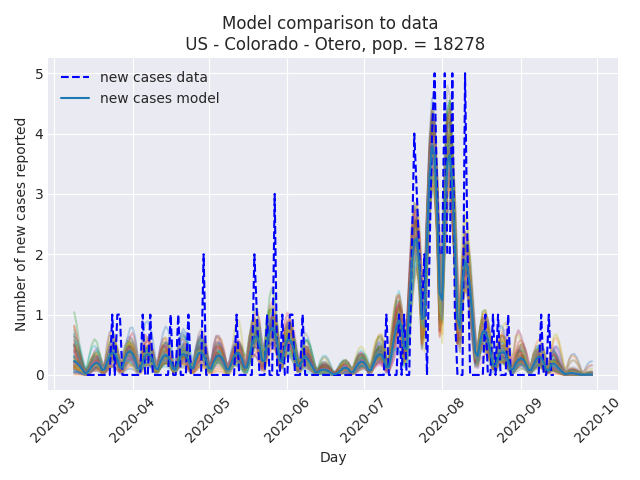 Model comparison to data
US - Colorado - Otero, pop. = 18278
new cases data
new cases model
Number of new cases reported
5
4
3
2
1
0
2020-03
2020-04
2020-05
2020-06
2020-07
2020-08
2020-09
2020-10
Day